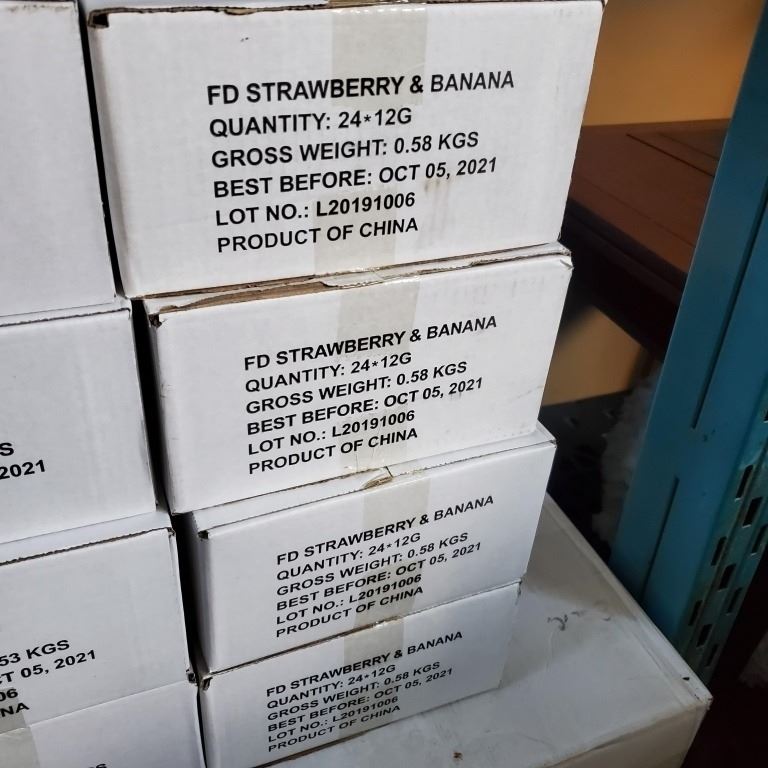 FD STRAWBERRY & BANANA
QUANTITY: 24*12G
GROSS WEIGHT: 0.58 KGS
BEST BEFORE: OCT 05, 2021
LOT NO.: L20191006
PRODUCT OF CHINA
FD STRAWBERRY & BANANA
QUANTITY: 24*12G
GROSS WEIGHT: 0.58 KGS
BEST BEFORE: OCT 05, 2021
LOT NO.: L20191006
PRODUCT OF CHINA
S
2021
FD STRAWBERRY & BANANA
QUANTITY: 24*12G
GROSS WEIGHT: 0.58 KGS
BEST BEFORE: OCT 05, 2021
LOT NO.: L20191006
PRODUCT OF CHINA
53 KGS
T 05, 2021
06
NA
FD STRAWBERRY & BANANA
QUANTITY: 24*12G
GROSS WEIGHT: 0.58 KGS
BEST BEFORE: OCT 05, 2021
LOT NO.: L20191006
PRODUCT OF CHINA